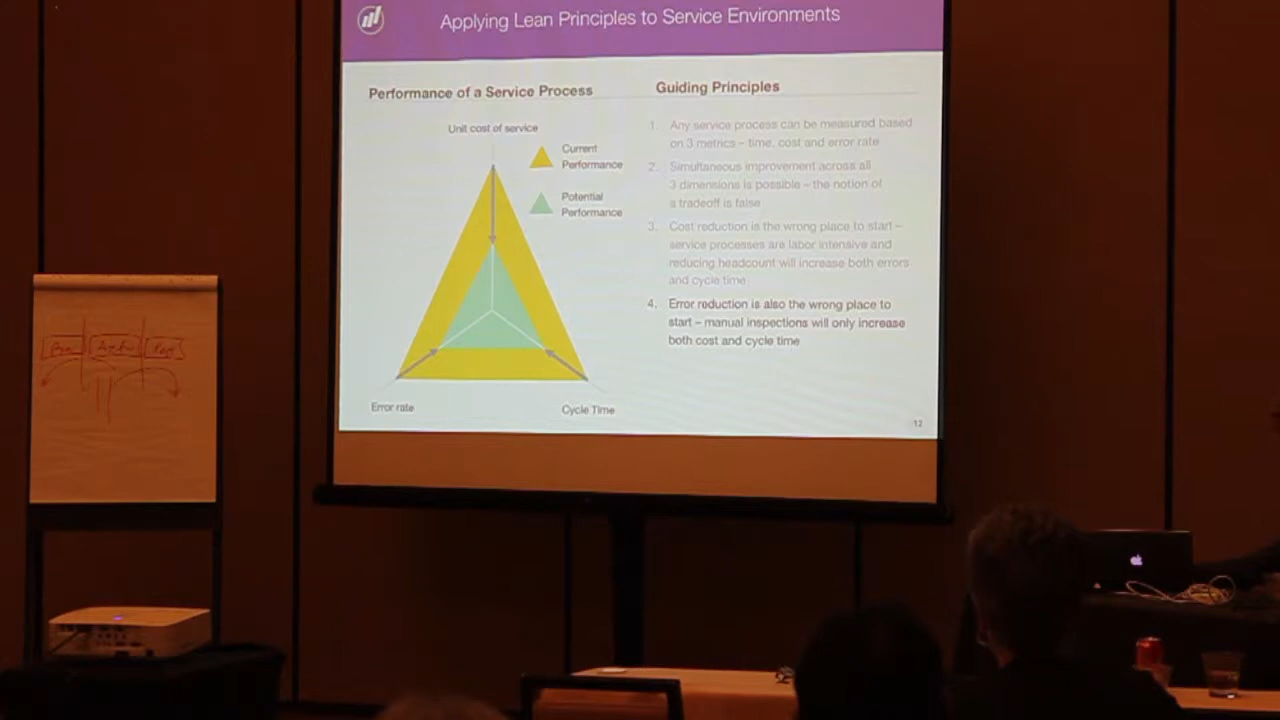 Applying Lean Principles to Service Environments
Performance of a Service Process
Unit cost of service
Current
Performance
Potential
Performance
Error rate
Cycle Time
Guiding Principles
1. Any service process can be measured based
on 3 metrics – time, cost and error rate
2. Simultaneous improvement across all
3 dimensions is possible – the notion of
a tradeoff is false
3. Cost reduction is the wrong place to start –
service processes are labor intensive and
reducing headcount will increase both errors
and cycle time
4. Error reduction is also the wrong place to
start – manual inspections will only increase
both cost and cycle time
12